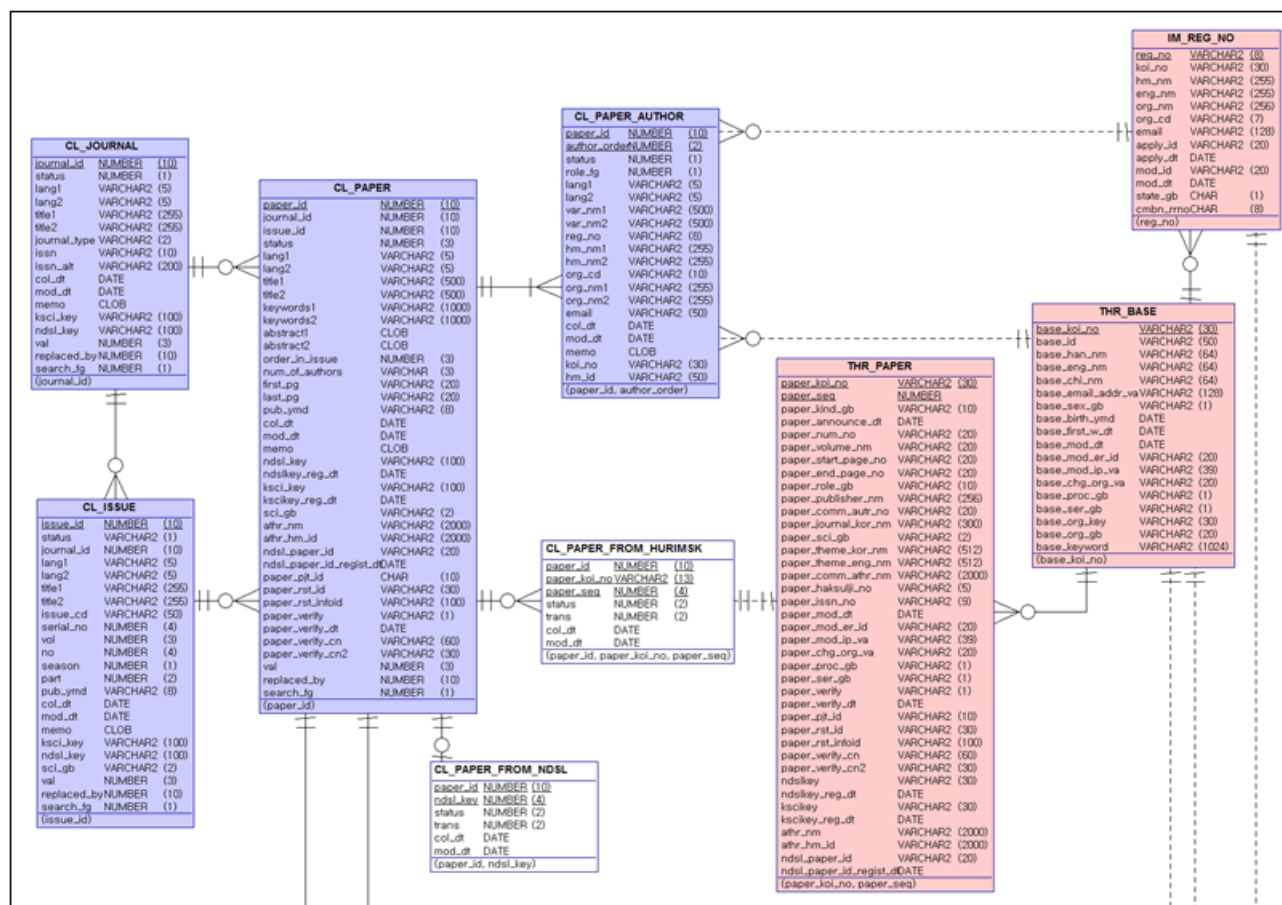 IM_REG_NO
reg_no VARCHAR2 (8)
koi_no VARCHAR2 (30)
hm_nm VARCHAR2 (255)
eng_nm VARCHAR2 (255)
org_nm VARCHAR2 (256)
org_cd VARCHAR2 (7)
email VARCHAR2 (128)
apply_id VARCHAR2 (20)
apply_dt DATE
mod_id VARCHAR2 (20)
mod_dt DATE
state_gb CHAR (1)
cmbn_rrno CHAR (8)
(reg_no)
CL_PAPER_AUTHOR
paper_id NUMBER (10)
author_order NUMBER (2)
status NUMBER (1)
role_fg NUMBER (1)
lang1 VARCHAR2 (5)
lang2 VARCHAR2 (5)
var_nm1 VARCHAR2 (500)
var_nm2 VARCHAR2 (500)
reg_no VARCHAR2 (8)
hm_nm1 VARCHAR2 (255)
hm_nm2 VARCHAR2 (255)
org_cd VARCHAR2 (10)
org_nm1 VARCHAR2 (255)
org_nm2 VARCHAR2 (255)
email VARCHAR2 (50)
col_dt DATE
mod_dt DATE
memo CLOB
koi_no VARCHAR2 (30)
hm_id VARCHAR2 (50)
(paper_id, author_order)
CL_JOURNAL
journal_id NUMBER (10)
status NUMBER (1)
lang1 VARCHAR2 (5)
lang2 VARCHAR2 (5)
title1 VARCHAR2 (255)
title2 VARCHAR2 (255)
journal_type VARCHAR2 (2)
issn VARCHAR2 (10)
issn_alt VARCHAR2 (200)
col_dt DATE
mod_dt DATE
memo CLOB
ksci_key VARCHAR2 (100)
ndsl_key VARCHAR2 (100)
val NUMBER (3)
replaced_by NUMBER (10)
search_fg NUMBER (1)
(journal_id)
CL_PAPER
paper_id NUMBER (10)
journal_id NUMBER (10)
issue_id NUMBER (10)
status NUMBER (3)
lang1 VARCHAR2 (5)
lang2 VARCHAR2 (5)
title1 VARCHAR2 (500)
title2 VARCHAR2 (500)
keywords1 VARCHAR2 (1000)
keywords2 VARCHAR2 (1000)
abstract1 CLOB
abstract2 CLOB
order_in_issue NUMBER (3)
num_of_authors VARCHAR (3)
first_pg VARCHAR2 (20)
last_pg VARCHAR2 (20)
pub_ymd VARCHAR2 (8)
col_dt DATE
mod_dt DATE
memo CLOB
ndsl_key VARCHAR2 (100)
ndslkey_reg_dt DATE
ksci_key VARCHAR2 (100)
kscikey_reg_dt DATE
sci_gb VARCHAR2 (2)
athr_nm VARCHAR2 (2000)
athr_hm_id VARCHAR2 (2000)
ndsl_paper_id VARCHAR2 (20)
ndsl_paper_id_regist_dt DATE
paper_pjt_id CHAR (10)
paper_rst_id VARCHAR2 (30)
paper_rst_infoid VARCHAR2 (100)
paper_verify VARCHAR2 (1)
paper_verify_dt DATE
paper_verify_cn VARCHAR2 (60)
paper_verify_cn2 VARCHAR2 (30)
val NUMBER (3)
replaced_by NUMBER (10)
search_fg NUMBER (1)
(paper_id)
THR_BASE
base_koi_no VARCHAR2 (30)
base_id VARCHAR2 (50)
base_han_nm VARCHAR2 (64)
base_eng_nm VARCHAR2 (64)
base_chi_nm VARCHAR2 (64)
base_email_addr_va VARCHAR2 (128)
base_sex_gb VARCHAR2 (1)
base_birth_ymd DATE
base_first_w_dt DATE
base_mod_dt DATE
base_mod_er_id VARCHAR2 (20)
base_mod_ip_va VARCHAR2 (39)
base_chg_org_va VARCHAR2 (20)
base_proc_gb VARCHAR2 (1)
base_ser_gb VARCHAR2 (1)
base_org_key VARCHAR2 (30)
base_org_gb VARCHAR2 (20)
base_keyword VARCHAR2 (1024)
(base_koi_no)
THR_PAPER
paper_koi_no VARCHAR2 (30)
paper_seq NUMBER
paper_kind_gb VARCHAR2 (10)
paper_announce_dt DATE
paper_num_no VARCHAR2 (20)
paper_volume_nm VARCHAR2 (20)
paper_start_page_no VARCHAR2 (20)
paper_end_page_no VARCHAR2 (20)
paper_role_gb VARCHAR2 (10)
paper_publisher_nm VARCHAR2 (256)
paper_comm_autr_no VARCHAR2 (20)
paper_journal_kor_nm VARCHAR2 (300)
paper_sci_gb VARCHAR2 (2)
paper_theme_kor_nm VARCHAR2 (512)
paper_theme_eng_nm VARCHAR2 (512)
paper_comm_athr_nm VARCHAR2 (2000)
paper_haksulji_no VARCHAR2 (5)
paper_issn_no VARCHAR2 (9)
paper_mod_dt DATE
paper_mod_er_id VARCHAR2 (20)
paper_mod_ip_va VARCHAR2 (39)
paper_chg_org_va VARCHAR2 (20)
paper_proc_gb VARCHAR2 (1)
paper_ser_gb VARCHAR2 (1)
paper_verify VARCHAR2 (1)
paper_verify_dt DATE
paper_pjt_id VARCHAR2 (10)
paper_rst_id VARCHAR2 (30)
paper_rst_infoid VARCHAR2 (100)
paper_verify_cn VARCHAR2 (60)
paper_verify_cn2 VARCHAR2 (30)
ndslkey VARCHAR2 (30)
ndslkey_reg_dt DATE
kscikey VARCHAR2 (30)
kscikey_reg_dt DATE
athr_nm VARCHAR2 (2000)
athr_hm_id VARCHAR2 (2000)
ndsl_paper_id VARCHAR2 (20)
ndsl_paper_id_regist_dt DATE
(paper_koi_no, paper_seq)
CL_ISSUE
issue_id NUMBER (10)
status VARCHAR2 (1)
journal_id NUMBER (10)
lang1 VARCHAR2 (5)
lang2 VARCHAR2 (5)
title1 VARCHAR2 (255)
title2 VARCHAR2 (255)
issue_cd VARCHAR2 (50)
serial_no NUMBER (4)
vol NUMBER (3)
no NUMBER (4)
season NUMBER (1)
part NUMBER (2)
pub_ymd VARCHAR2 (8)
col_dt DATE
mod_dt DATE
memo CLOB
ksci_key VARCHAR2 (100)
ndsl_key VARCHAR2 (100)
sci_gb VARCHAR2 (2)
val NUMBER (3)
replaced_by NUMBER (10)
search_fg NUMBER (1)
(issue_id)
CL_PAPER_FROM_HURIMSK
paper_id NUMBER (10)
paper_koi_no VARCHAR2 (13)
paper_seq NUMBER (4)
status NUMBER (2)
trans NUMBER (2)
col_dt DATE
mod_dt DATE
(paper_id, paper_koi_no, paper_seq)
CL_PAPER_FROM_NDSL
paper_id NUMBER (10)
ndsl_key NUMBER (4)
status NUMBER (2)
trans NUMBER (2)
col_dt DATE
mod_dt DATE
(paper_id, ndsl_key)